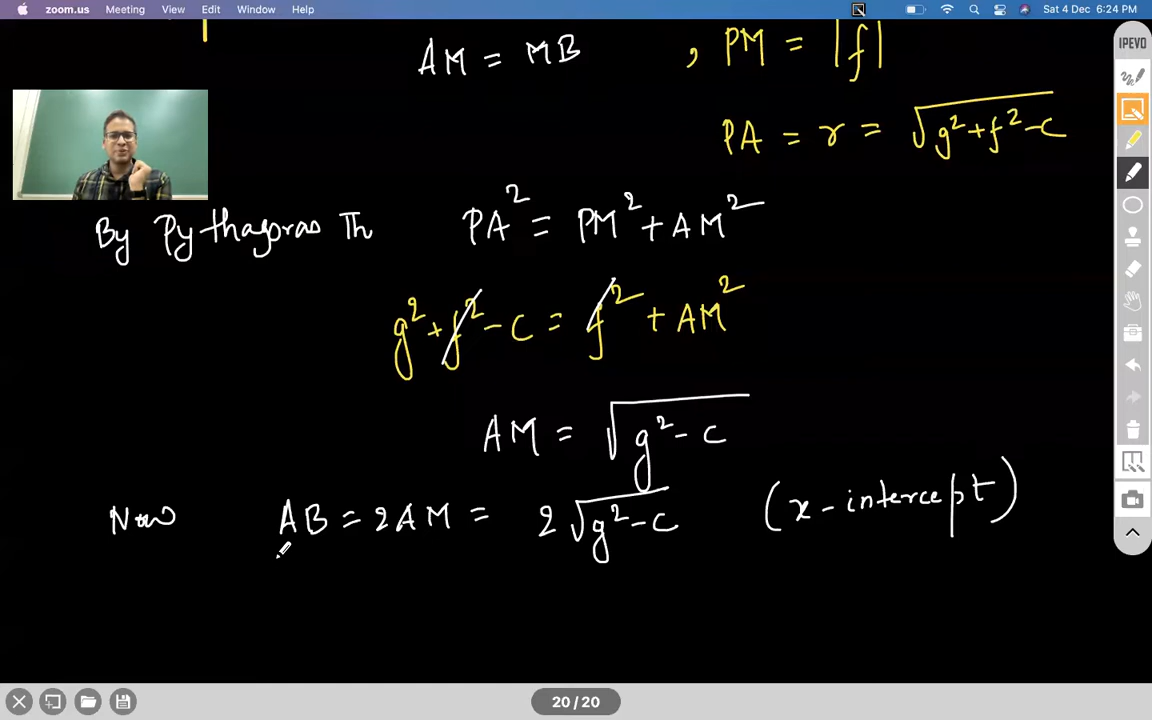 zoom.us Meeting View Edit Window Help Sat 4 Dec 6:24 PM
AM = MB , PM = |f|
IPEVO
PA = r = √(g²+f²-c)
By Pythagoras Th PA² = PM² + AM²
g² + f² - c = f² + AM²
AM = √(g² - c)
Now AB = 2AM = 2√(g² - c) (x-intercept)
20/20